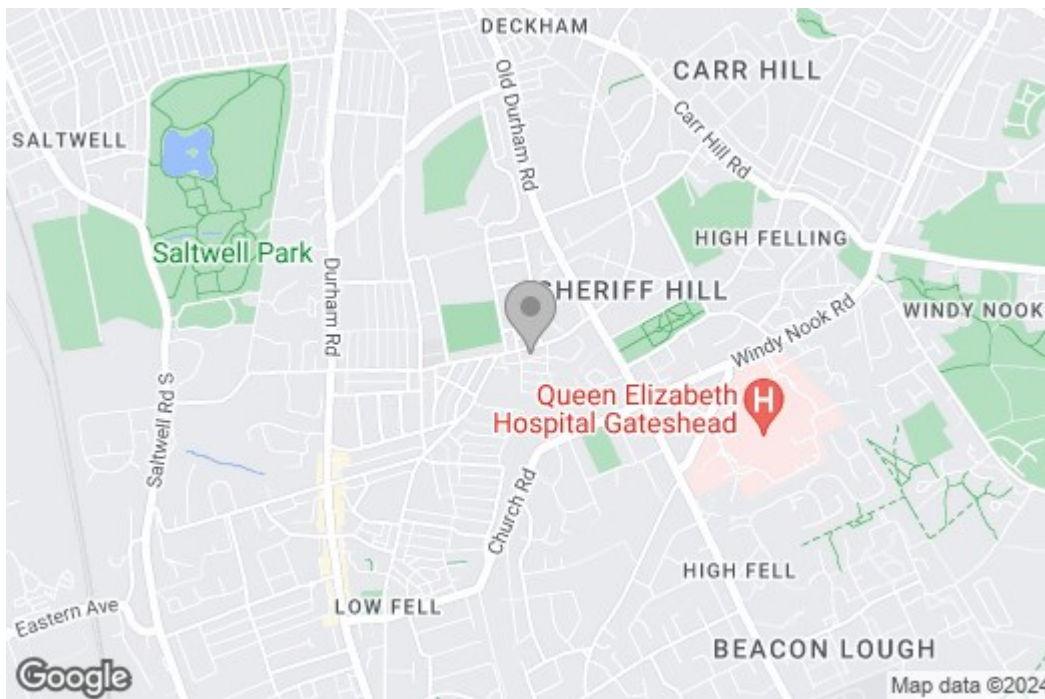 DECKHAM
CARR HILL
Old Durham Rd
Carr Hill Rd
SALTWELL
Saltwell Park
Durham Rd
HIGH FELLING
SHERIFF HILL
WINDY NOOK
Windy Nook Rd
Queen Elizabeth
Hospital Gateshead
H
Saltwell Rd S
Church Rd
HIGH FELL
Eastern Ave
LOW FELL
BEACON LOUGH
Google
Map data ©2024